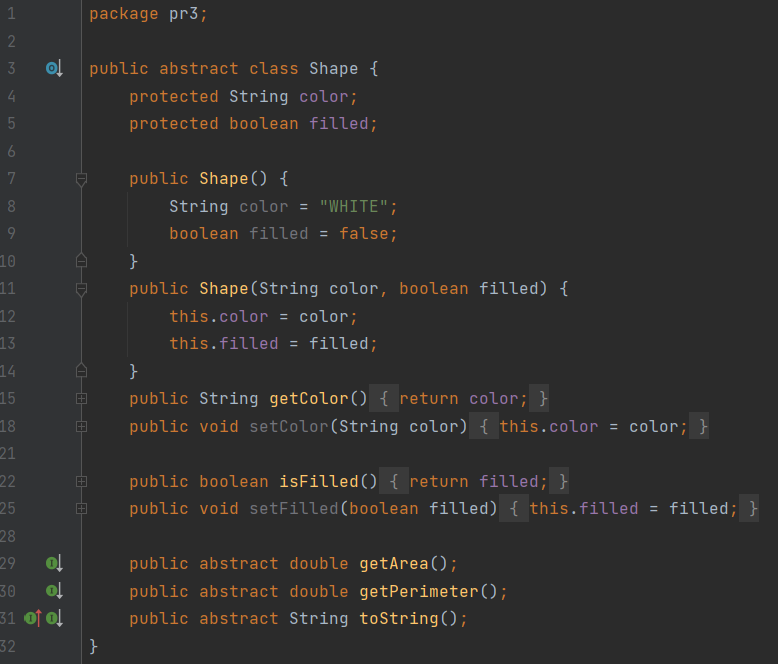 1 package pr3;
2
3 public abstract class Shape {
4 protected String color;
5 protected boolean filled;
6
7 public Shape() {
8 String color = "WHITE";
9 boolean filled = false;
10 }
11 public Shape(String color, boolean filled) {
12 this.color = color;
13 this.filled = filled;
14 }
15 public String getColor() { return color; }
18 public void setColor(String color) { this.color = color; }
21
22 public boolean isFilled() { return filled; }
25 public void setFilled(boolean filled) { this.filled = filled; }
28
29 public abstract double getArea();
30 public abstract double getPerimeter();
31 public abstract String toString();
32 }